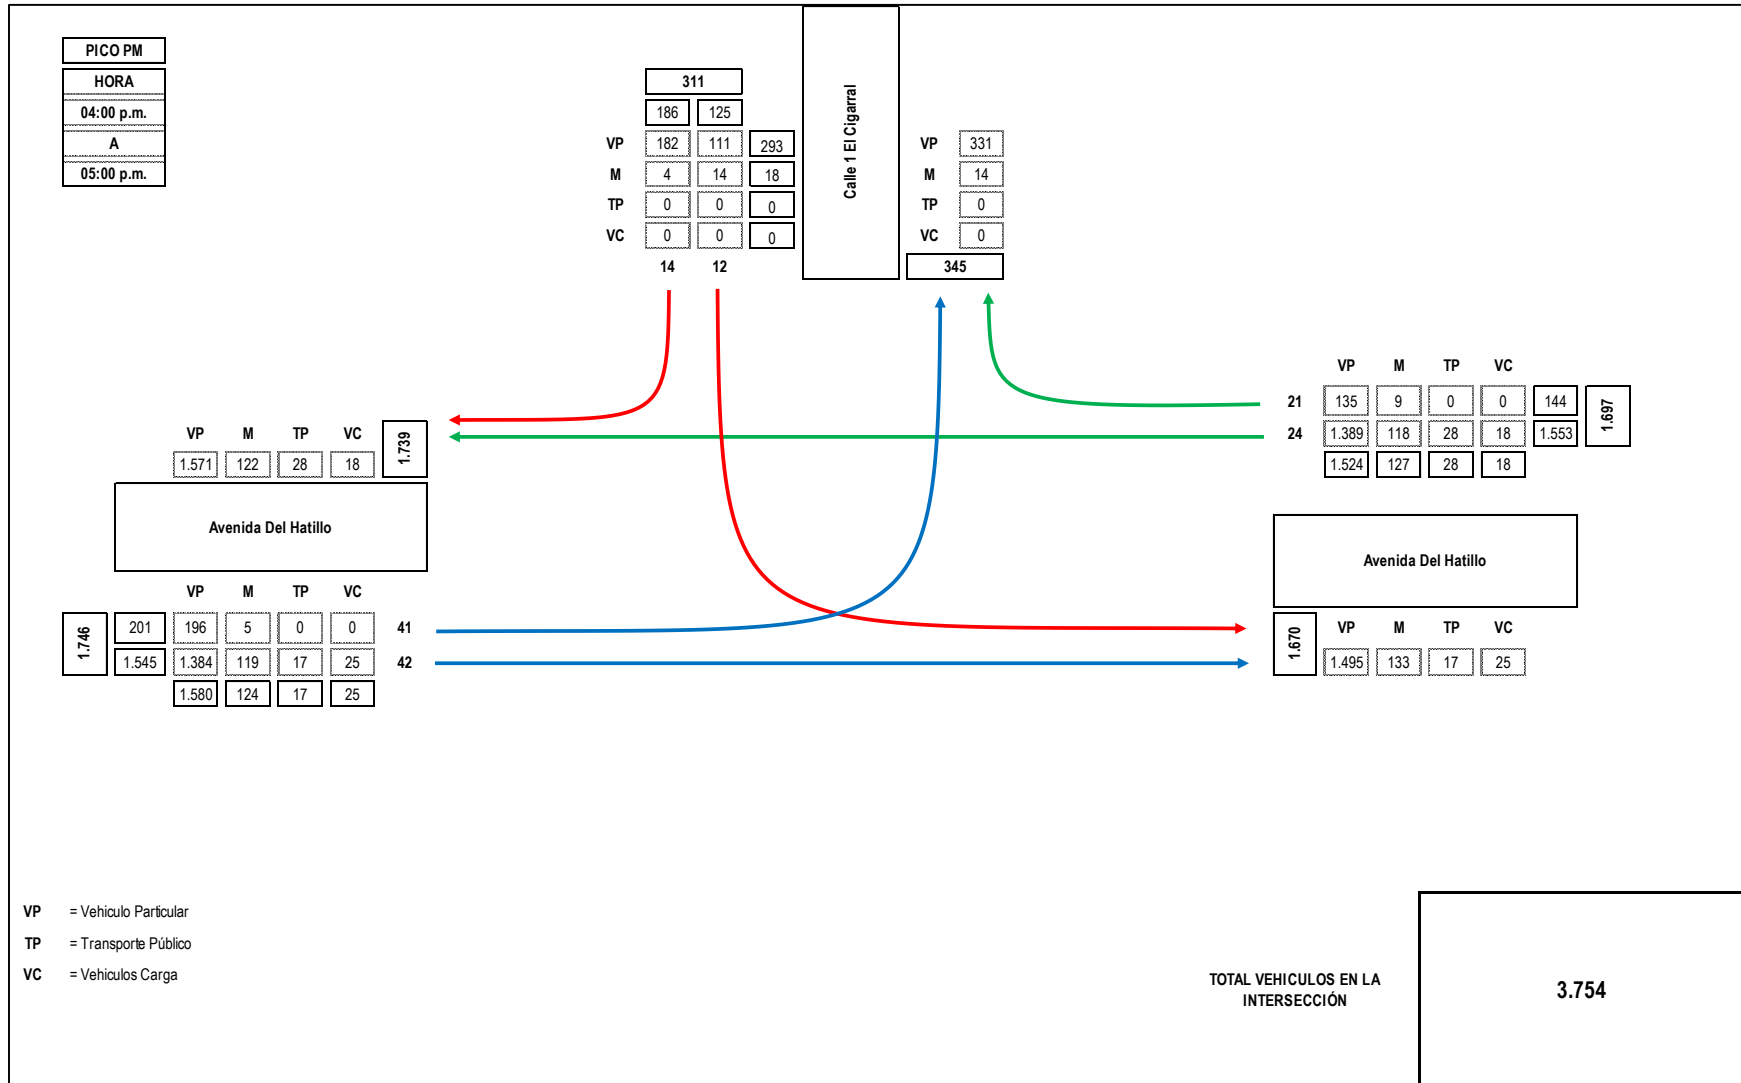 PICO PM
HORA
04:00 p.m.
A
05:00 p.m.
311
186 125
VP 182 111 293
M 4 14 18
TP 0 0 0
VC 0 0 0
14 12
Calle 1 El Cigarral
VP 331
M 14
TP 0
VC 0
345
VP M TP VC
21 135 9 0 0 144
24 1.389 118 28 18 1.553
1.697
1.524 127 28 18
VP M TP VC
1.571 122 28 18
1.739
Avenida Del Hatillo
Avenida Del Hatillo
VP M TP VC
1.746
201 196 5 0 0 41
1.545 1.384 119 17 25 42
1.580 124 17 25
1.670
VP M TP VC
1.495 133 17 25
VP = Vehiculo Particular
TP = Transporte Público
VC = Vehiculos Carga
TOTAL VEHICULOS EN LA
INTERSECCIÓN
3.754